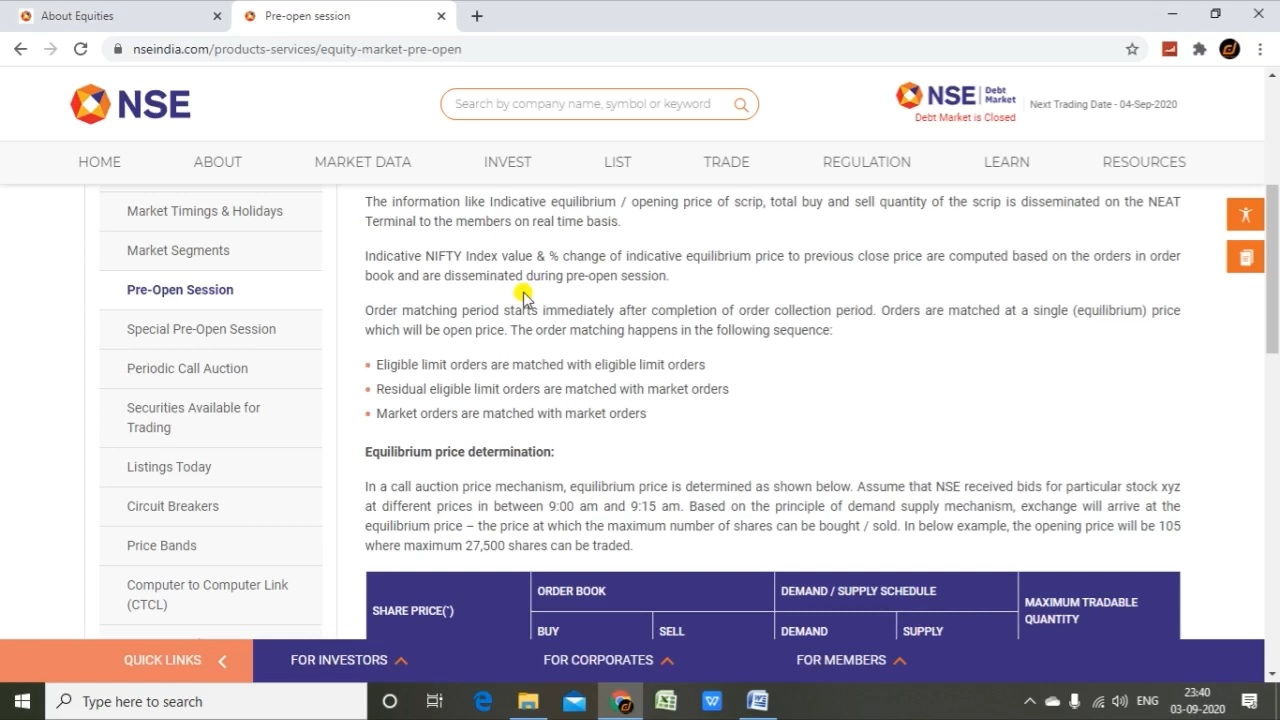 About Equities
Pre-open session
nseindia.com/products-services/equity-market-pre-open
NSE
Search by company name, symbol or keyword
NSE Debt Market
Debt Market is Closed
Next Trading Date - 04-Sep-2020
HOME ABOUT MARKET DATA INVEST LIST TRADE REGULATION LEARN RESOURCES
Market Timings & Holidays
Market Segments
Pre-Open Session
Special Pre-Open Session
Periodic Call Auction
Securities Available for
Trading
Listings Today
Circuit Breakers
Price Bands
Computer to Computer Link
(CTCL)
The information like Indicative equilibrium / opening price of scrip, total buy and sell quantity of the scrip is disseminated on the NEAT
Terminal to the members on real time basis.
Indicative NIFTY Index value & % change of indicative equilibrium price to previous close price are computed based on the orders in order
book and are disseminated during pre-open session.
Order matching period starts immediately after completion of order collection period. Orders are matched at a single (equilibrium) price
which will be open price. The order matching happens in the following sequence:
Eligible limit orders are matched with eligible limit orders
Residual eligible limit orders are matched with market orders
Market orders are matched with market orders
Equilibrium price determination:
In a call auction price mechanism, equilibrium price is determined as shown below. Assume that NSE received bids for particular stock xyz
at different prices in between 9:00 am and 9:15 am. Based on the principle of demand supply mechanism, exchange will arrive at the
equilibrium price – the price at which the maximum number of shares can be bought / sold. In below example, the opening price will be 105
where maximum 27,500 shares can be traded.
SHARE PRICE(*)
ORDER BOOK
DEMAND / SUPPLY SCHEDULE
MAXIMUM TRADABLE
QUANTITY
BUY SELL DEMAND SUPPLY
QUICK LINKS
FOR INVESTORS
FOR CORPORATES
FOR MEMBERS
Type here to search
ENG
23:40
03-09-2020